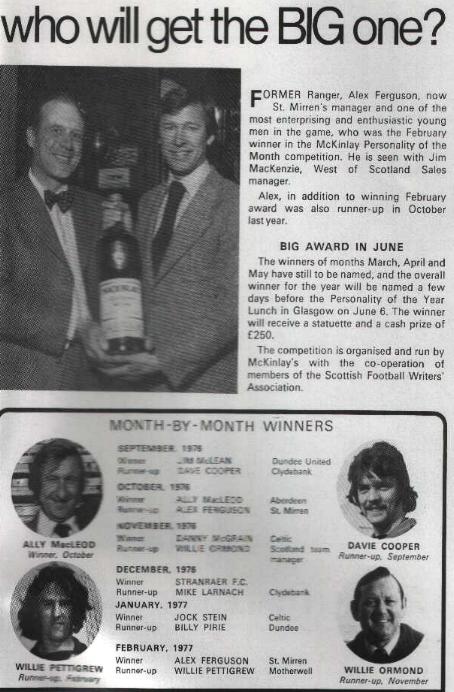 who will get the BIG one?
FORMER Ranger, Alex Ferguson, now
St. Mirren's manager and one of the
most enterprising and enthusiastic young
men in the game, who was the February
winner in the McKinlay Personality of the
Month competition. He is seen with Jim
MacKenzie, West of Scotland Sales
manager.
Alex, in addition to winning February
award was also runner-up in October
last year.
BIG AWARD IN JUNE
The winners of months March, April and
May have still to be named, and the overall
winner for the year will be named a few
days before the Personality of the Year
Lunch in Glasgow on June 6. The winner
will receive a statuette and a cash prize of
£250.
The competition is organised and run by
McKinlay's with the co-operation of
members of the Scottish Football Writers'
Association.
MACKINLAY'S
MONTH-BY-MONTH WINNERS
SEPTEMBER, 1976
Winner JIM McLEAN Dundee United
Runner-up DAVE COOPER Clydebank
OCTOBER, 1976
Winner ALLY MacLEOD Aberdeen
Runner-up ALEX FERGUSON St. Mirren
NOVEMBER, 1976
Winner DANNY McGRAIN Celtic
Runner-up WILLIE ORMOND Scotland team
manager
DECEMBER, 1976
Winner STRANRAER F.C.
Runner-up MIKE LARNACH Clydebank
JANUARY, 1977
Winner JOCK STEIN Celtic
Runner-up BILLY PIRIE Dundee
FEBRUARY, 1977
Winner ALEX FERGUSON St. Mirren
Runner-up WILLIE PETTIGREW Motherwell
ALLY MacLEOD
Winner, October
WILLIE PETTIGREW
Runner-up, February
DAVIE COOPER
Runner-up, September
WILLIE ORMOND
Runner-up, November